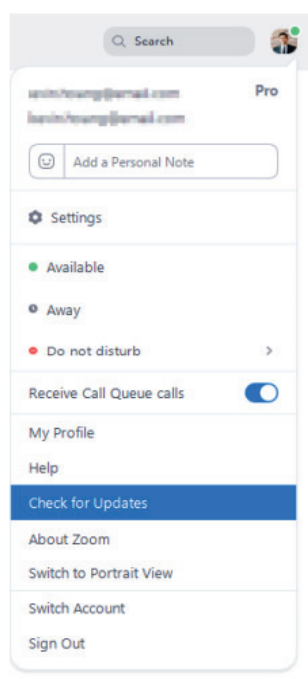 Search
Pro
Add a Personal Note
Settings
Available
Away
Do not disturb
Receive Call Queue calls
My Profile
Help
Check for Updates
About Zoom
Switch to Portrait View
Switch Account
Sign Out